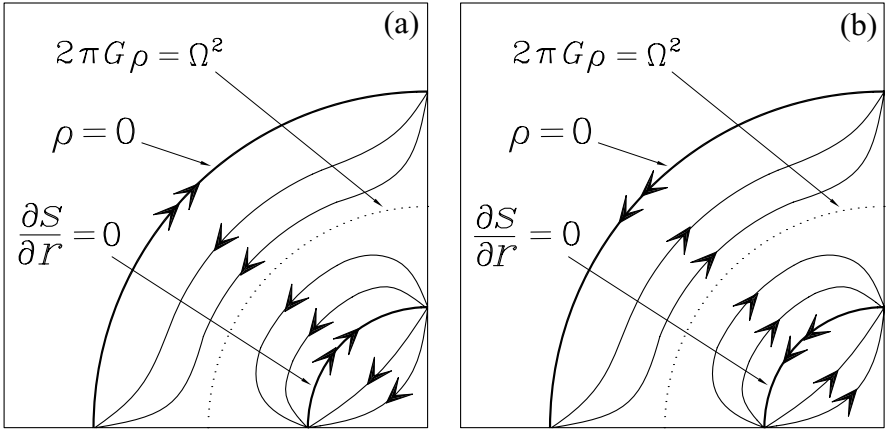 (a)
2πGρ = Ω²
ρ = 0
∂S/∂r = 0
(b)
2πGρ = Ω²
ρ = 0
∂S/∂r = 0